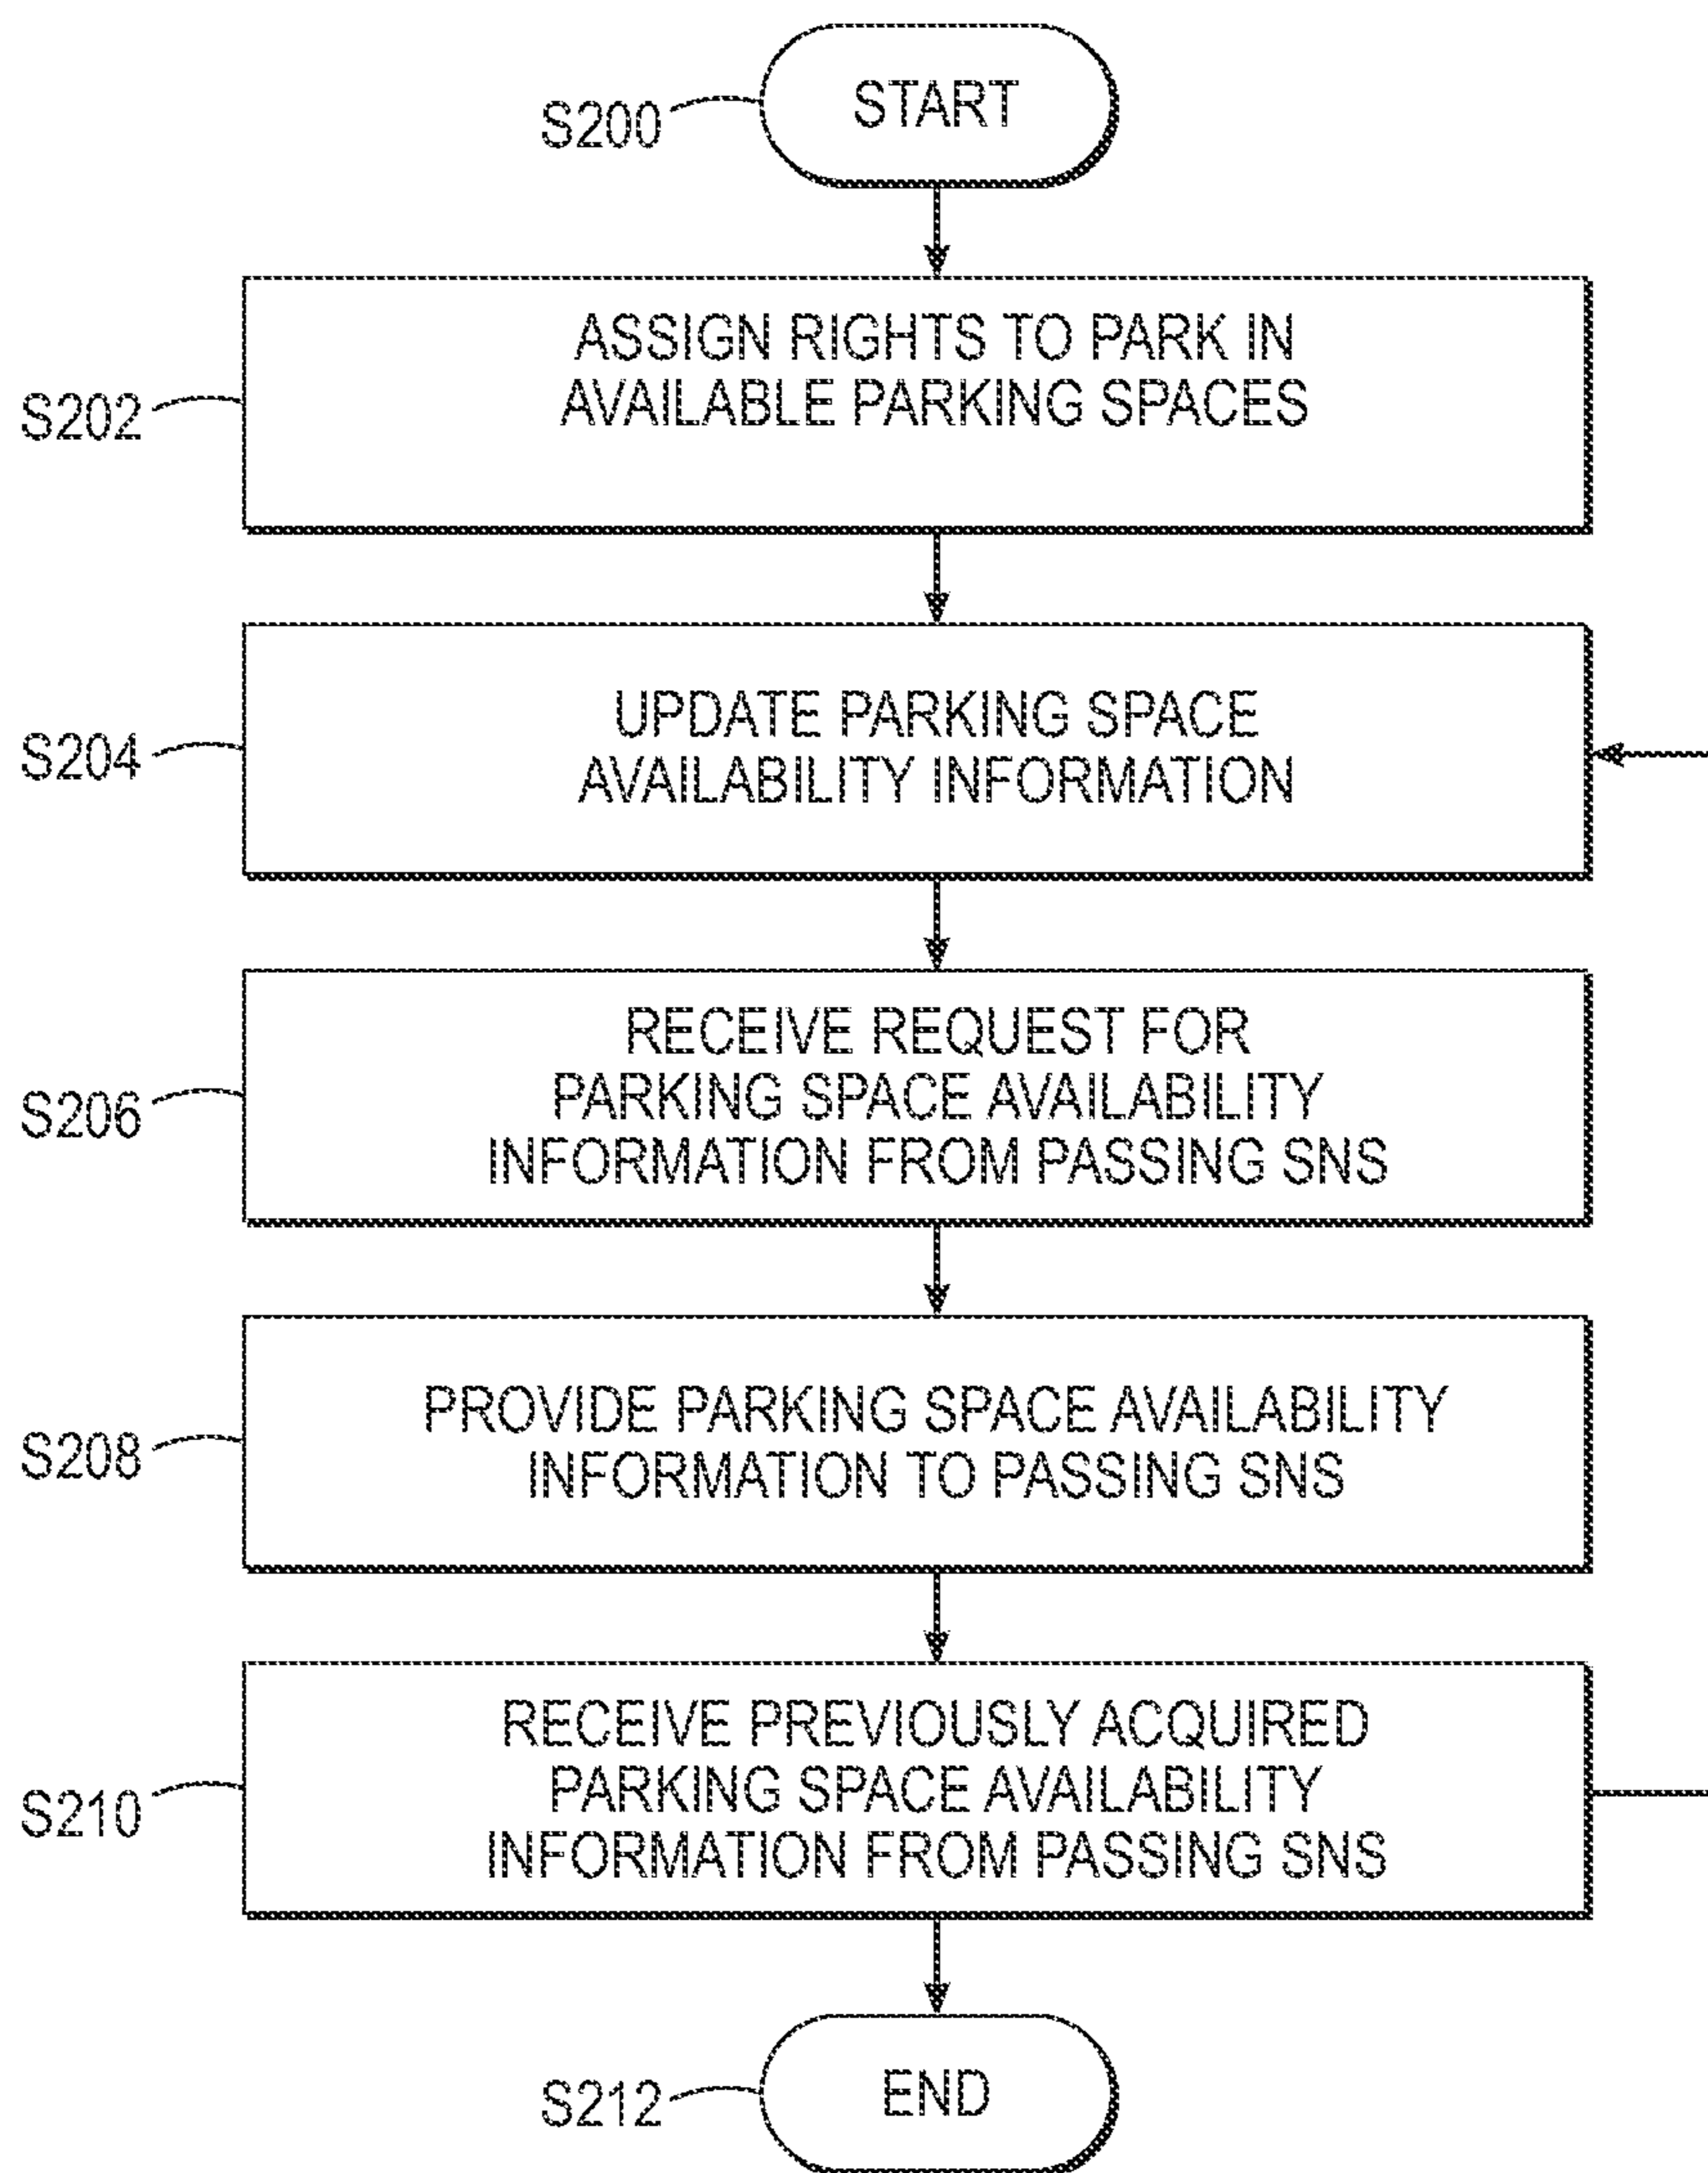 START
S200
ASSIGN RIGHTS TO PARK IN
AVAILABLE PARKING SPACES
S202
UPDATE PARKING SPACE
AVAILABILITY INFORMATION
S204
RECEIVE REQUEST FOR
PARKING SPACE AVAILABILITY
INFORMATION FROM PASSING SNS
S206
PROVIDE PARKING SPACE AVAILABILITY
INFORMATION TO PASSING SNS
S208
RECEIVE PREVIOUSLY ACQUIRED
PARKING SPACE AVAILABILITY
INFORMATION FROM PASSING SNS
S210
END
S212